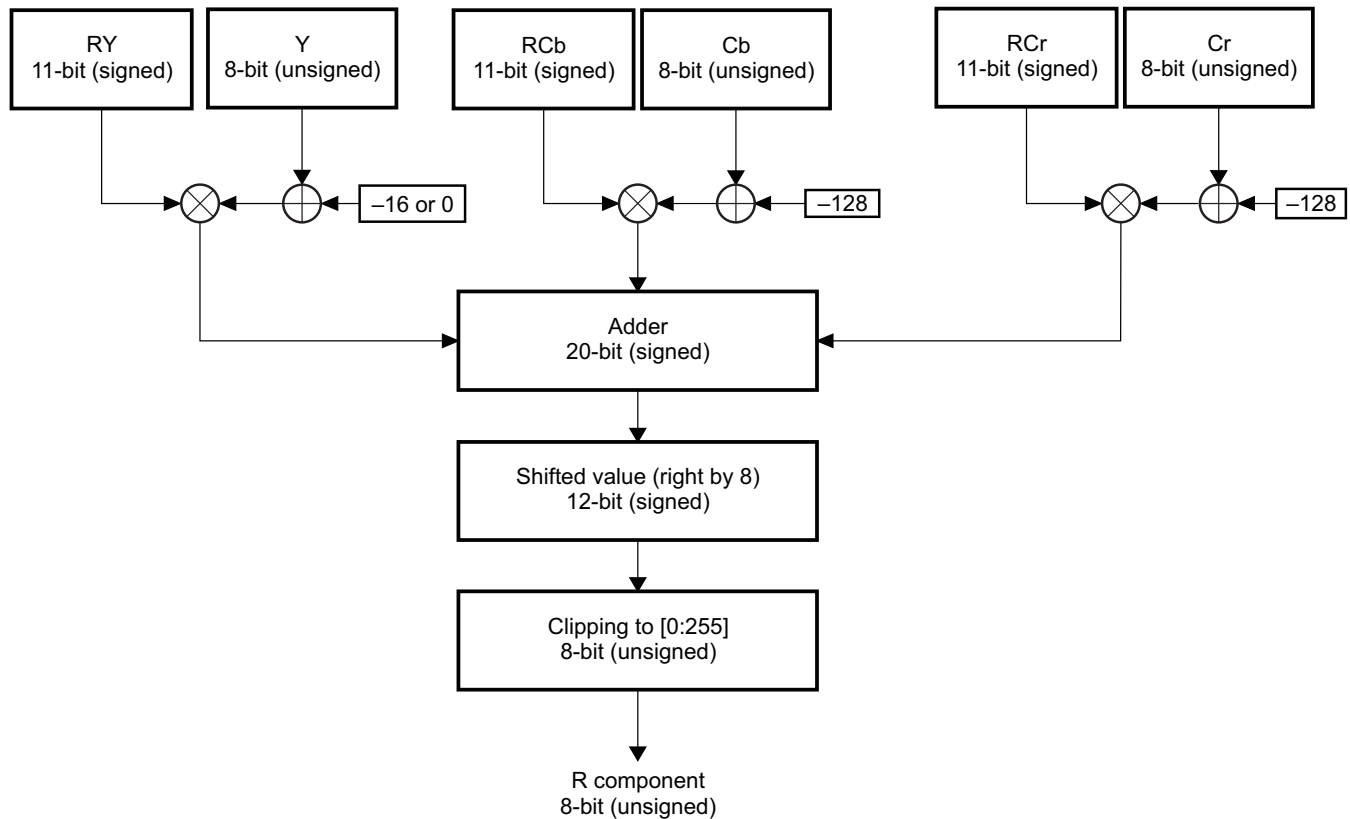 RY
11-bit (signed)
Y
8-bit (unsigned)
RCb
11-bit (signed)
Cb
8-bit (unsigned)
RCr
11-bit (signed)
Cr
8-bit (unsigned)
–16 or 0
–128
–128
Adder
20-bit (signed)
Shifted value (right by 8)
12-bit (signed)
Clipping to [0:255]
8-bit (unsigned)
R component
8-bit (unsigned)